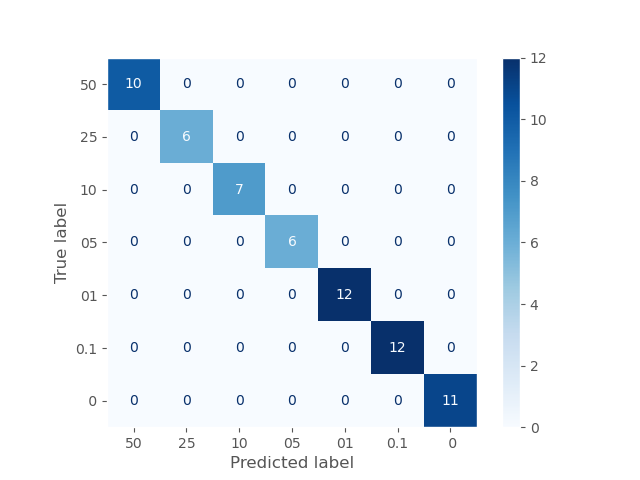 50 10 0 0 0 0 0 0
25 0 6 0 0 0 0 0
10 0 0 7 0 0 0 0
05 0 0 0 6 0 0 0
01 0 0 0 0 12 0 0
0.1 0 0 0 0 0 12 0
0 0 0 0 0 0 0 11
50 25 10 05 01 0.1 0
Predicted label
True label
12
10
8
6
4
2
0